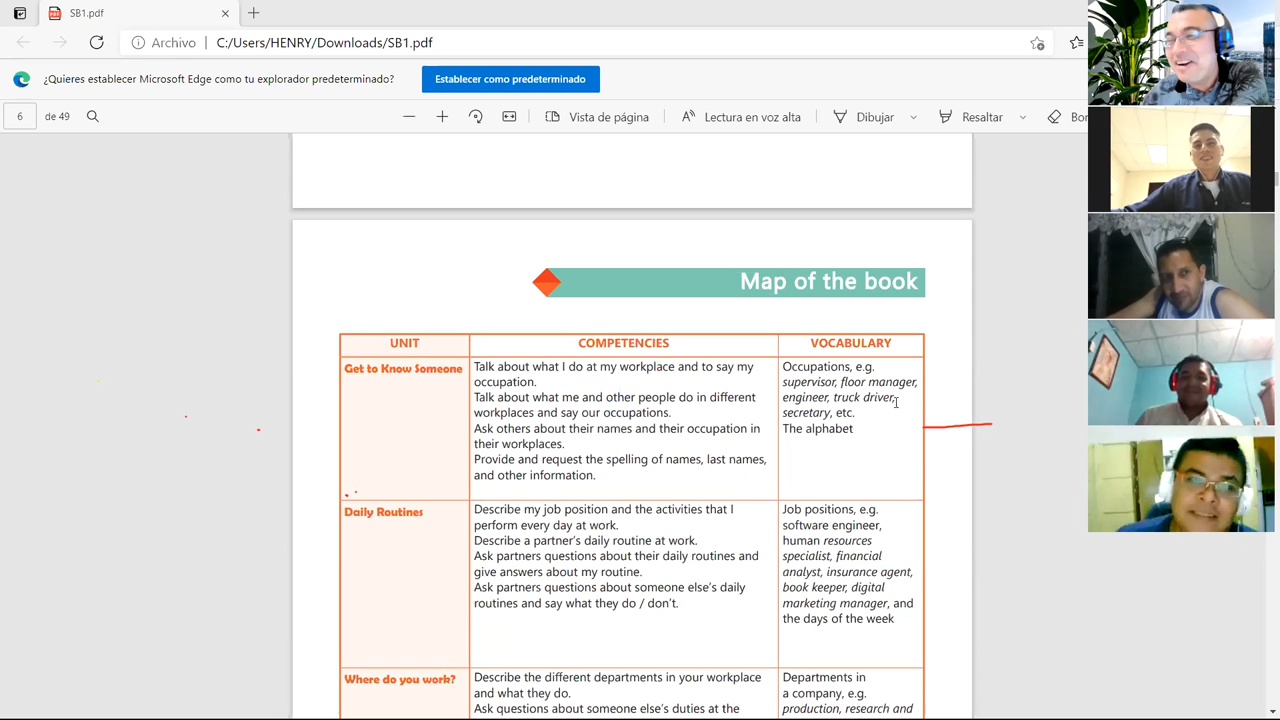 SB1.pdf
Archivo
C:/Users/HENRY/Downloads/SB1.pdf
¿Quieres establecer Microsoft Edge como tu explorador predeterminado?
Establecer como predeterminado
6
de 49
Vista de página
Lectura en voz alta
Dibujar
Resaltar
Bor
Map of the book
UNIT
COMPETENCIES
VOCABULARY
Get to Know Someone
Talk about what I do at my workplace and to say my
occupation.
Talk about what me and other people do in different
workplaces and say our occupations.
Ask others about their names and their occupation in
their workplaces.
Provide and request the spelling of names, last names,
and other information.
Occupations, e.g.
supervisor, floor manager,
engineer, truck driver,
secretary, etc.
The alphabet
Daily Routines
Describe my job position and the activities that I
perform every day at work.
Describe a partner's daily routine at work.
Ask partners questions about their daily routines and
give answers about my routine.
Ask partners questions about someone else's daily
routines and say what they do / don't.
Job positions, e.g.
software engineer,
human resources
specialist, financial
analyst, insurance agent,
book keeper, digital
marketing manager, and
the days of the week
Where do you work?
Describe the different departments in your workplace
and what they do.
Ask questions about someone else's duties at the
Departments in
a company, e.g.
production, research and